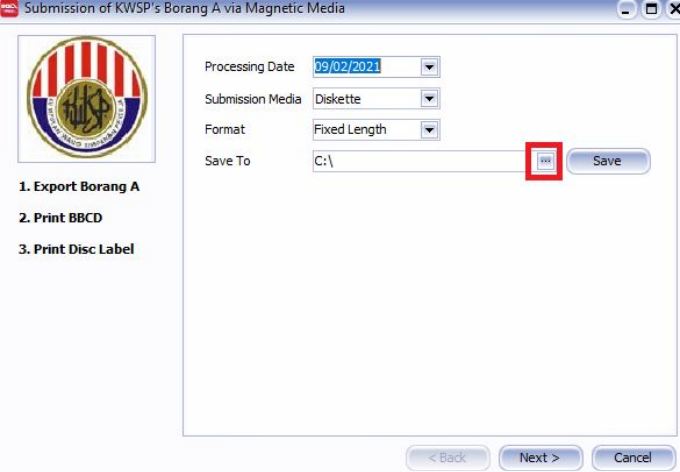 Submission of KWSP's Borang A via Magnetic Media
Processing Date 09/02/2021
Submission Media Diskette
Format Fixed Length
Save To C:\ ... Save
1. Export Borang A
2. Print BBCD
3. Print Disc Label
< Back Next > Cancel